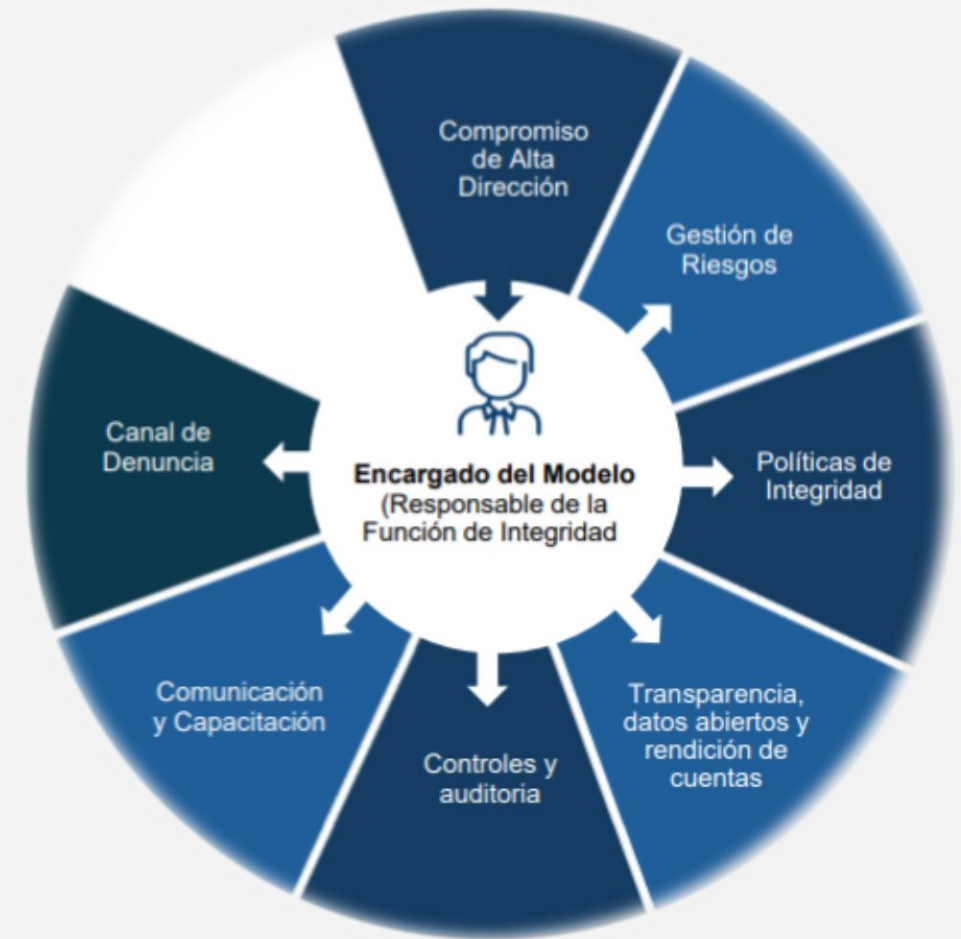 Compromiso
de Alta
Dirección
Gestión de
Riesgos
Políticas de
Integridad
Transparencia,
datos abiertos y
rendición de
cuentas
Controles y
auditoria
Comunicación
y Capacitación
Canal de
Denuncia
Encargado del Modelo
(Responsable de la
Función de Integridad